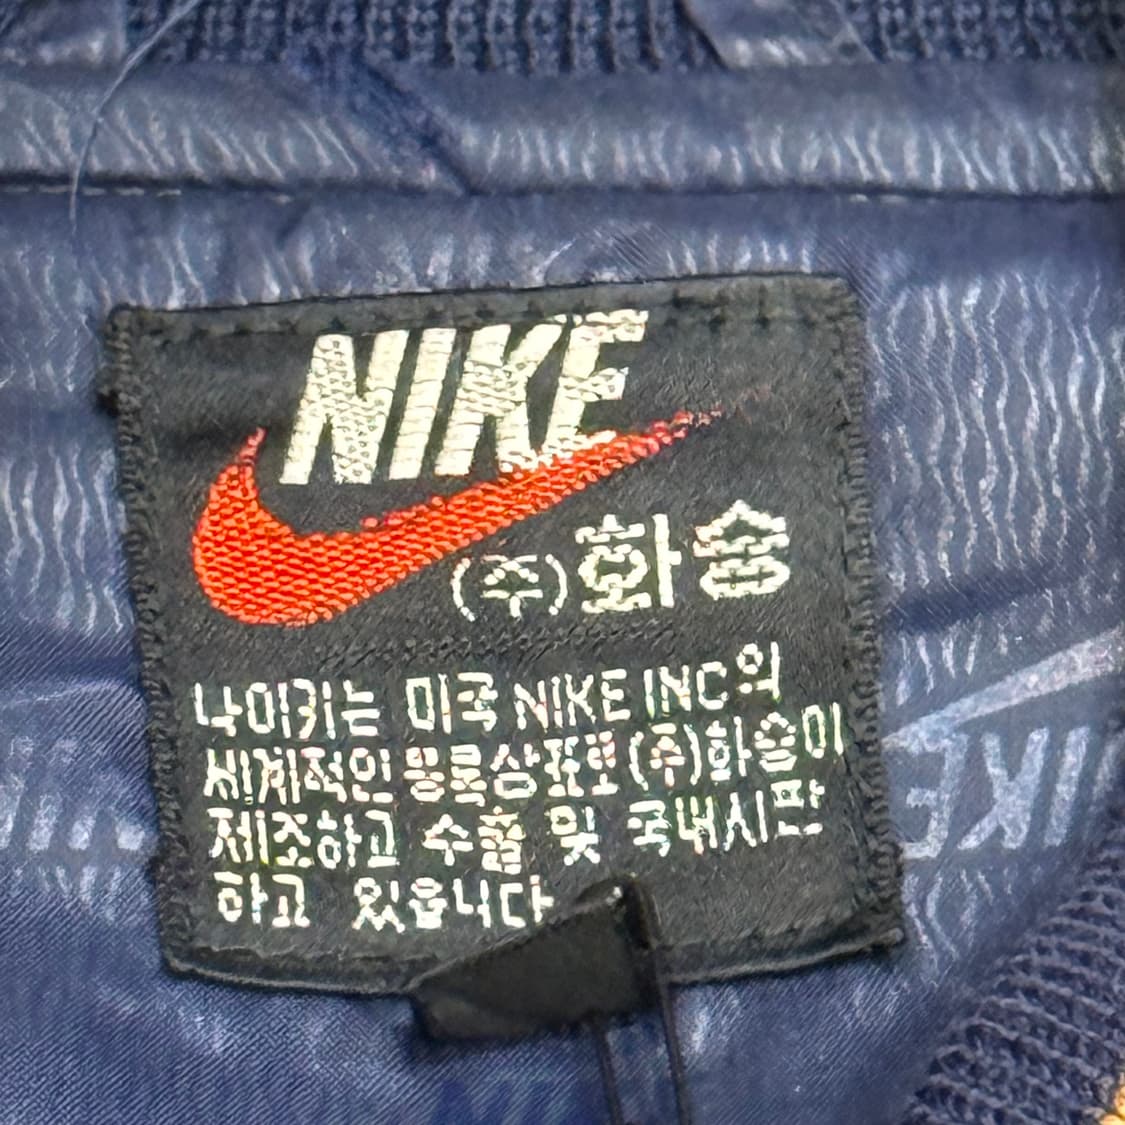 NIKE
(주)화승
나이키는 미국 NIKE INC의
세계적인 등록상표로 (주)화승이
제조하고 수출 및 국내시판
하고 있읍니다
NIKE